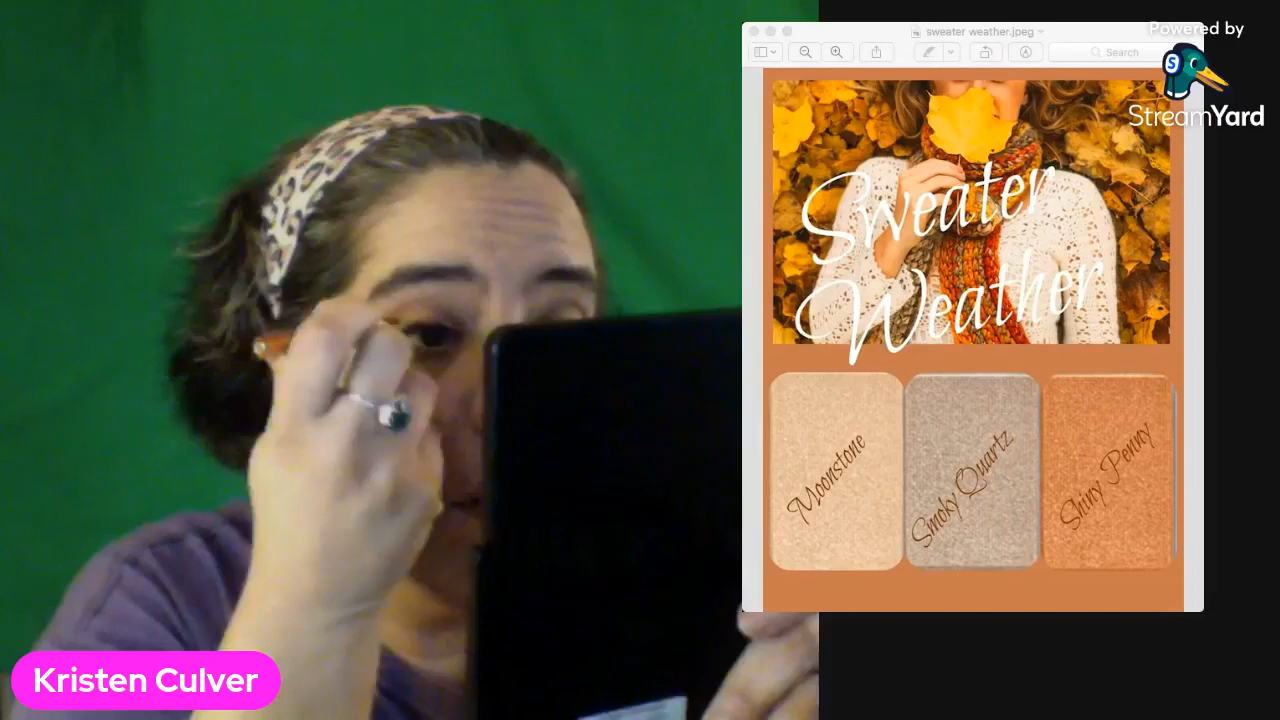 sweater weather.jpeg
Search
Powered by
S
StreamYard
Sweater
Weather
Moonstone
Smoky Quartz
Shiny Penny
Kristen Culver